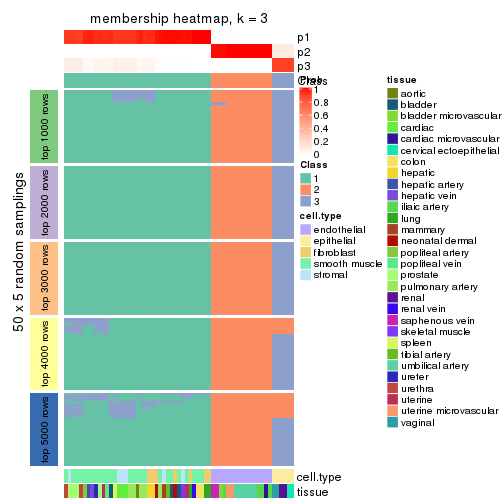 membership heatmap, k = 3
p1
p2
p3
Prob
Class
1
0.8
0.6
0.4
0.2
0
Class
1
2
3
cell.type
endothelial
epithelial
fibroblast
smooth muscle
stromal
tissue
aortic
bladder
bladder microvascular
cardiac
cardiac microvascular
cervical ectoepithelial
colon
hepatic
hepatic artery
hepatic vein
iliaic artery
lung
mammary
neonatal dermal
popliteal artery
popliteal vein
prostate
pulmonary artery
renal
renal vein
saphenous vein
skeletal muscle
spleen
tibial artery
umbilical artery
ureter
urethra
uterine
uterine microvascular
vaginal
50 x 5 random samplings
top 1000 rows
top 2000 rows
top 3000 rows
top 4000 rows
top 5000 rows
cell.type
tissue